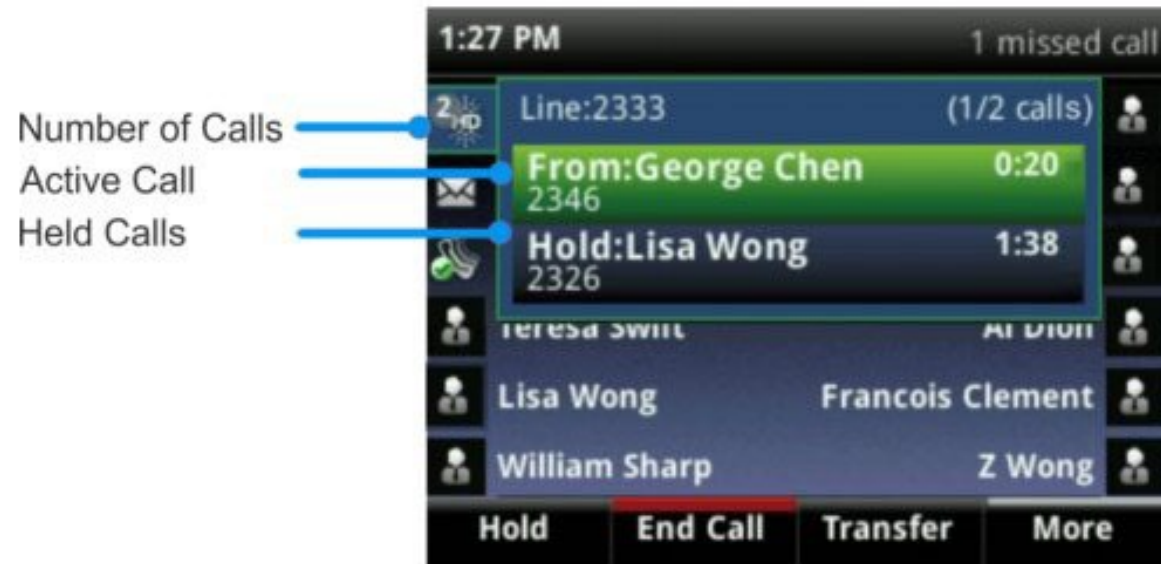 1:27 PM 1 missed call
Number of Calls
2 HD Line:2333 (1/2 calls)
Active Call
From:George Chen 0:20
2346
Held Calls
Hold:Lisa Wong 1:38
2326
Teresa Swift Al Dion
Lisa Wong Francois Clement
William Sharp Z Wong
Hold End Call Transfer More